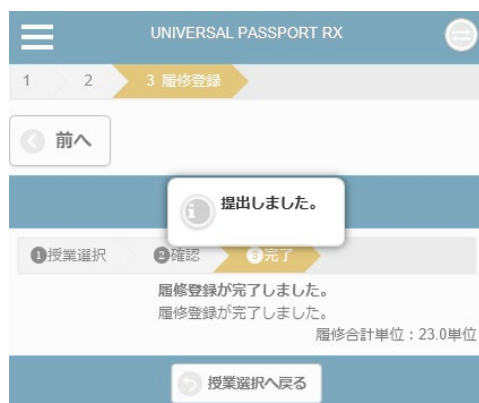 UNIVERSAL PASSPORT RX
1 2 3 履修登録
前へ
提出しました。
❶授業選択 ❷確認 ❸完了
履修登録が完了しました。
履修登録が完了しました。
履修合計単位：23.0単位
授業選択へ戻る